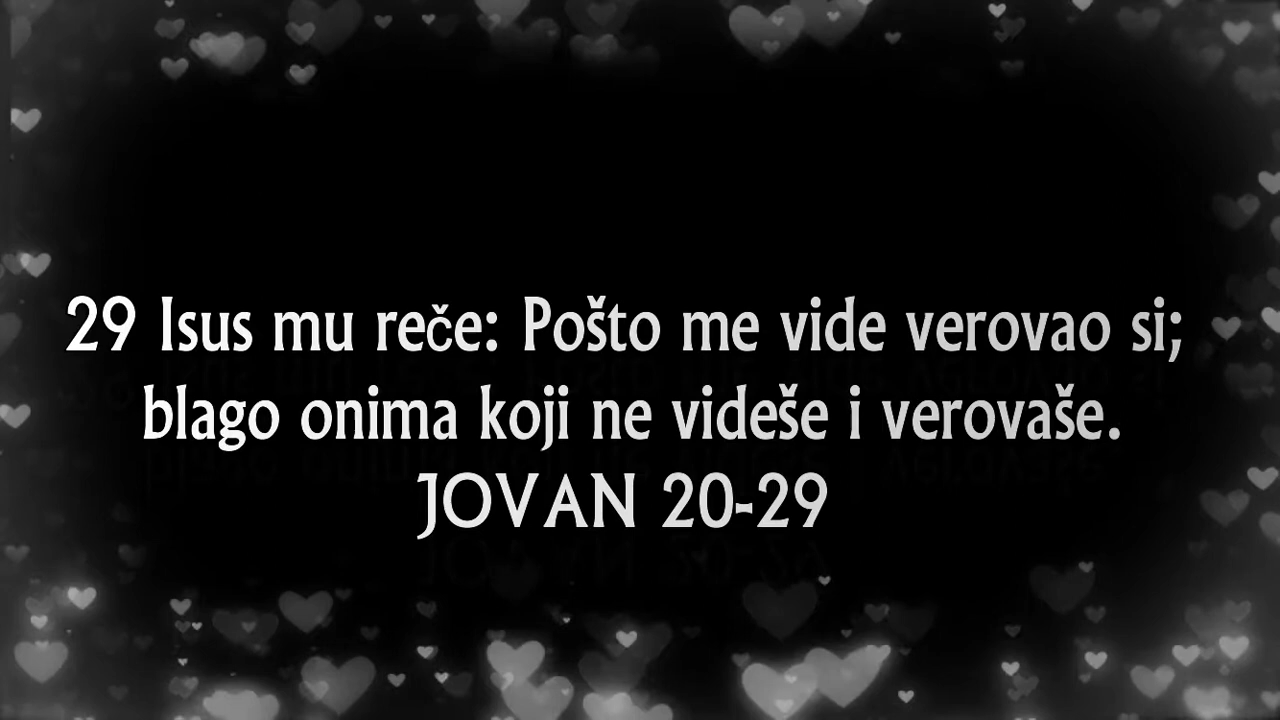 29 Isus mu reče: Pošto me vide verovao si;
blago onima koji ne videše i verovaše.
JOVAN 20-29